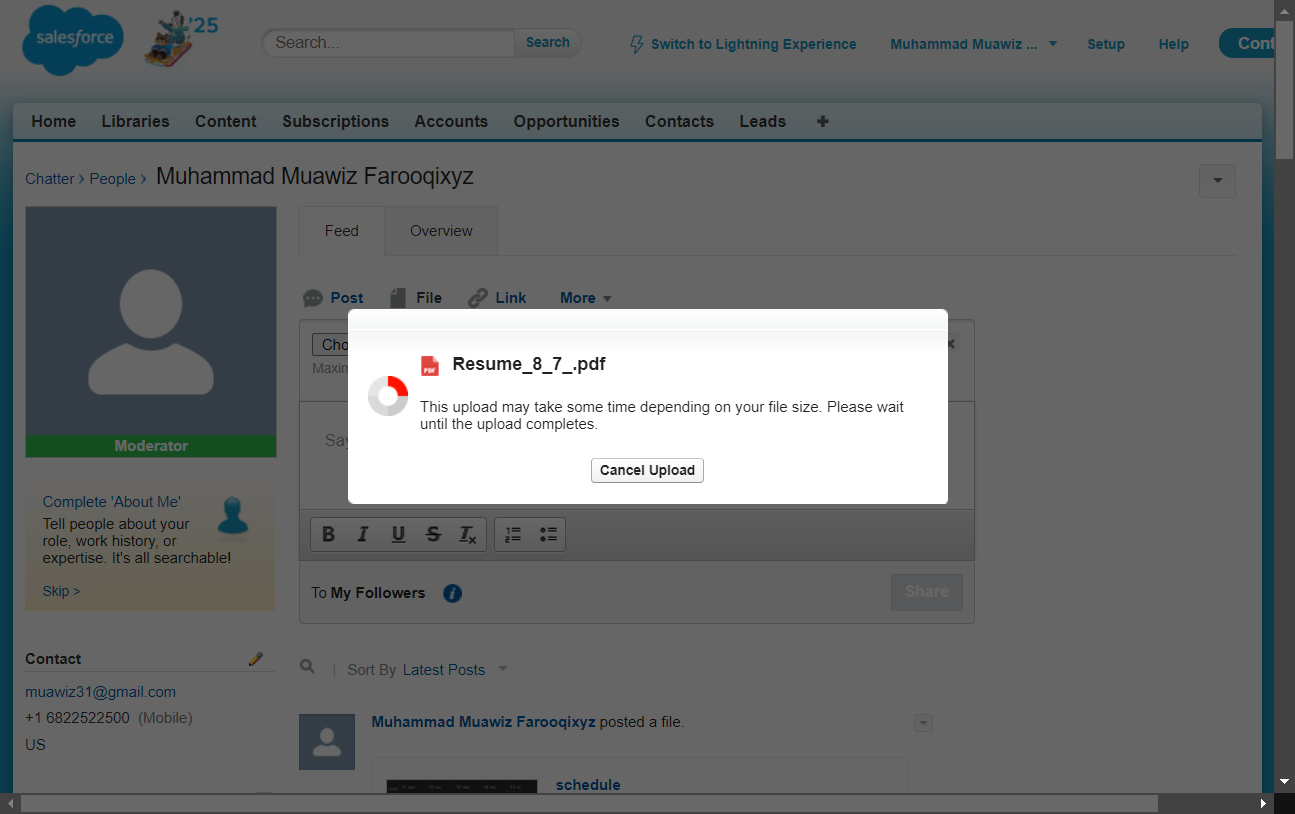 salesforce
'25
Search...
Search
Switch to Lightning Experience
Muhammad Muawiz ...
Setup
Help
Cont
Home
Libraries
Content
Subscriptions
Accounts
Opportunities
Contacts
Leads
Chatter › People › Muhammad Muawiz Farooqixyz
Feed
Overview
Post
File
Link
More
Cho
Maxim
Say
Resume_8_7_.pdf
This upload may take some time depending on your file size. Please wait
until the upload completes.
Cancel Upload
Moderator
Complete 'About Me'
Tell people about your
role, work history, or
expertise. It's all searchable!
Skip >
B I U S Tx
To My Followers
Share
Contact
muawiz31@gmail.com
+1 6822522500 (Mobile)
US
Sort By Latest Posts
Muhammad Muawiz Farooqixyz posted a file.
schedule